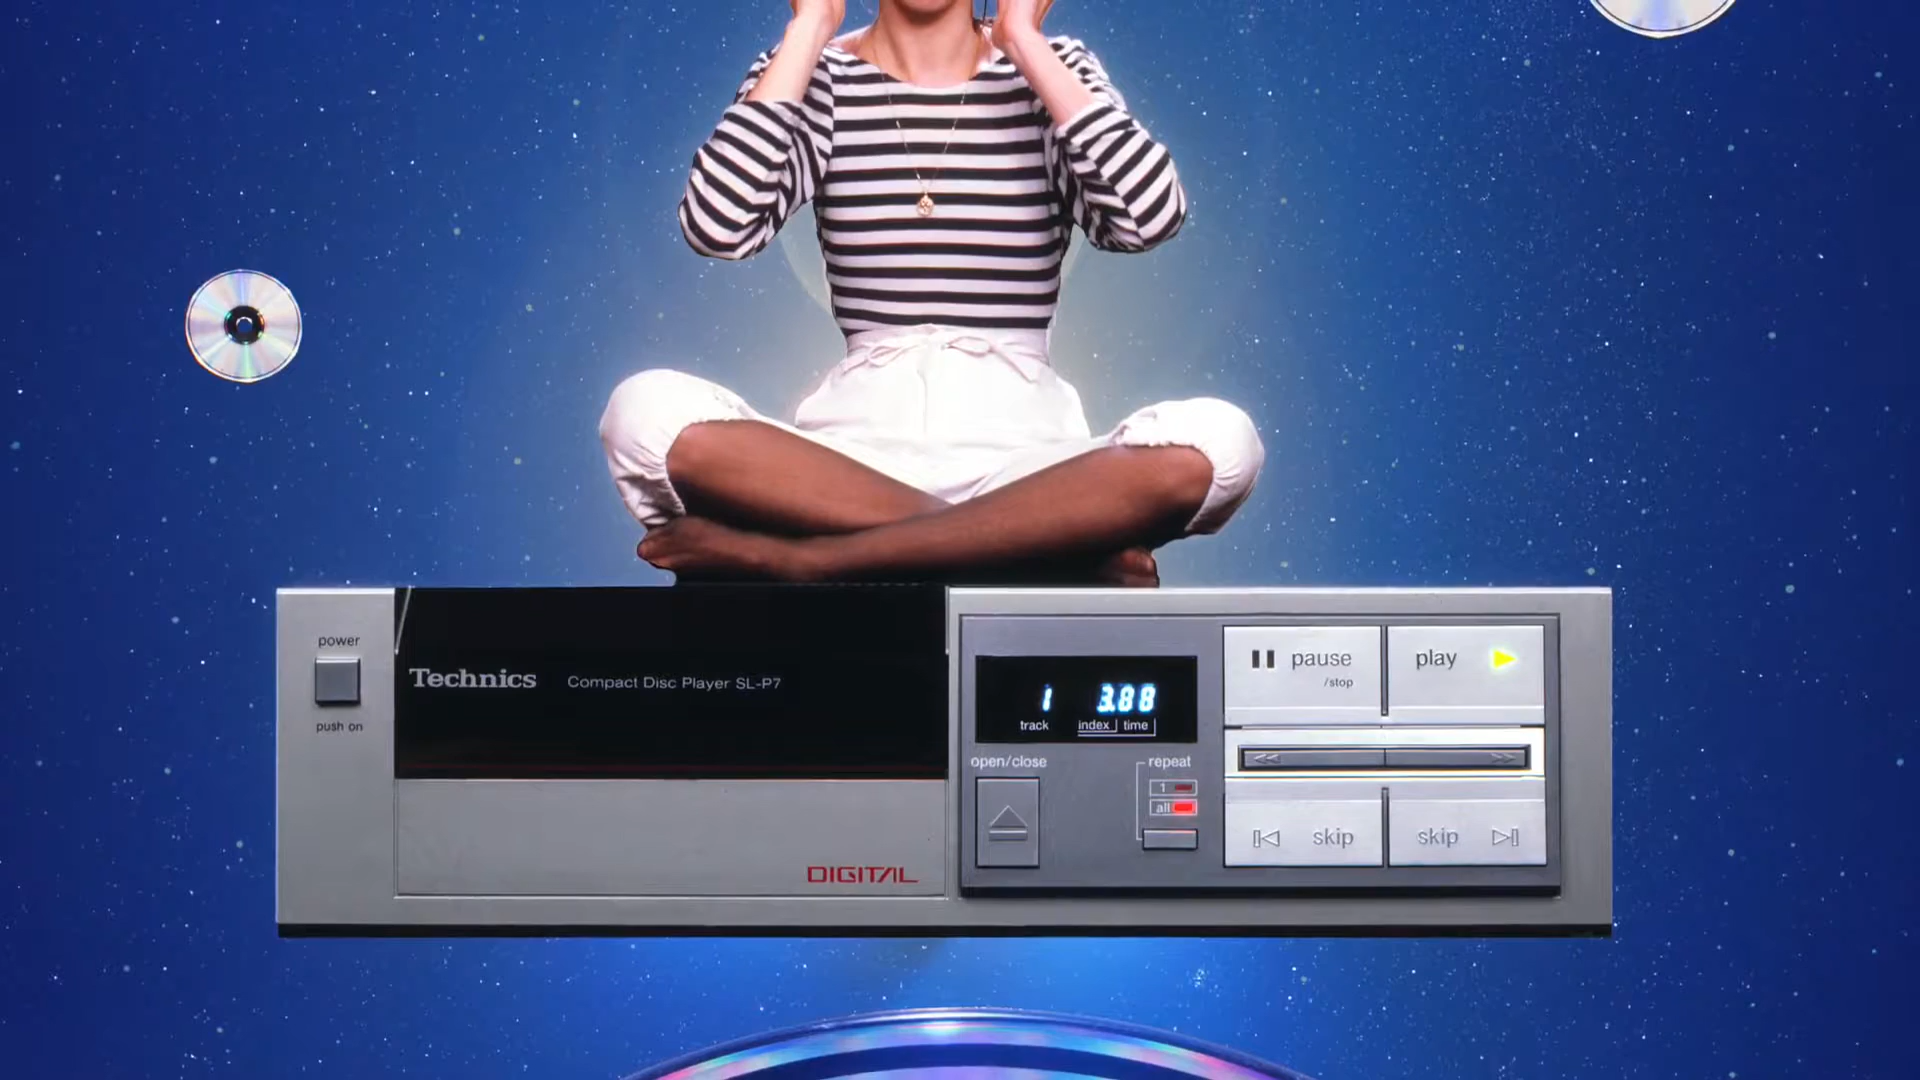 power
push on
Technics Compact Disc Player SL-P7
DIGITAL
1 3.88
track index time
open/close
repeat
1
all
pause
/stop
play
skip
skip